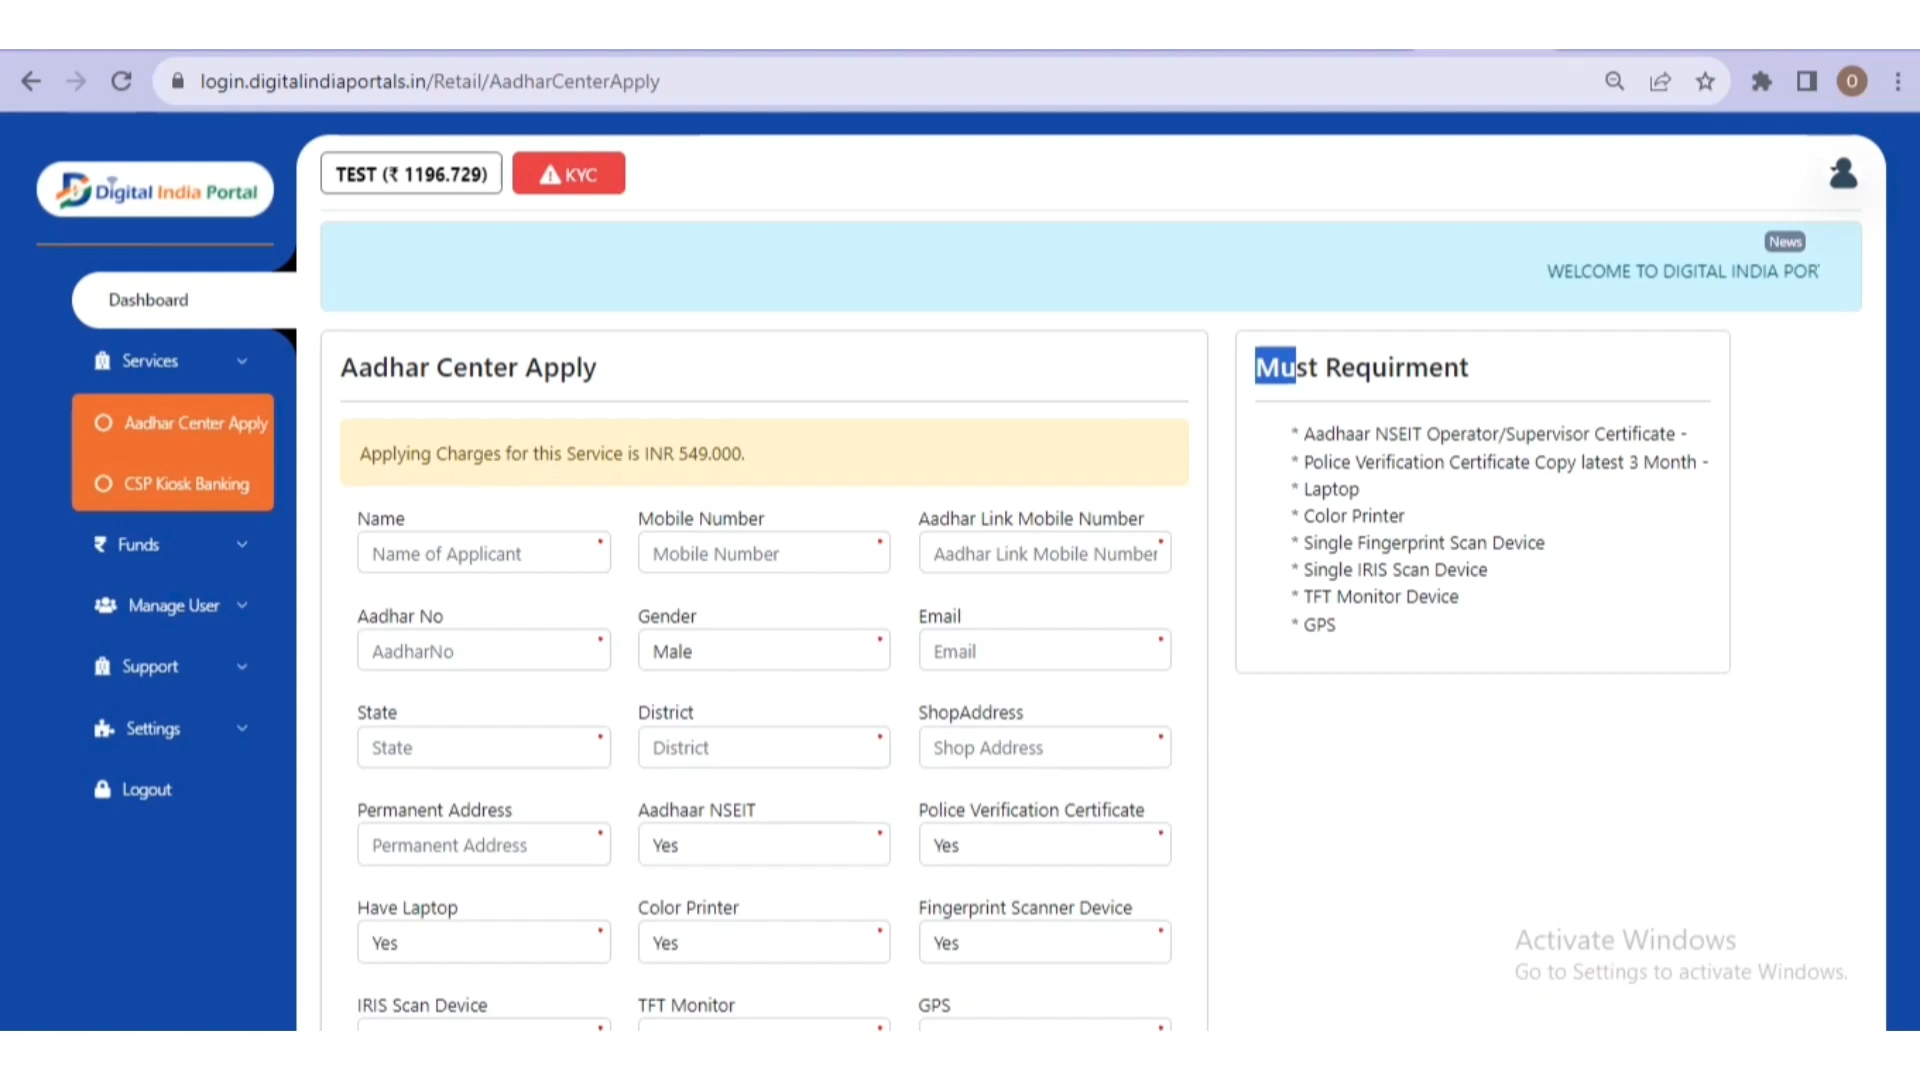 login.digitalindiaportals.in/Retail/AadharCenterApply
O
Digital India Portal
TEST (₹ 1196.729)
KYC
News
WELCOME TO DIGITAL INDIA POR
Dashboard
Services
Aadhar Center Apply
CSP Kiosk Banking
Funds
Manage User
Support
Settings
Logout
Aadhar Center Apply
Applying Charges for this Service is INR 549.000.
Name
Mobile Number
Aadhar Link Mobile Number
Name of Applicant
Mobile Number
Aadhar Link Mobile Number
Aadhar No
Gender
Email
AadharNo
Male
Email
State
District
ShopAddress
State
District
Shop Address
Permanent Address
Aadhaar NSEIT
Police Verification Certificate
Permanent Address
Yes
Yes
Have Laptop
Color Printer
Fingerprint Scanner Device
Yes
Yes
Yes
IRIS Scan Device
TFT Monitor
GPS
Must Requirment
* Aadhaar NSEIT Operator/Supervisor Certificate -
* Police Verification Certificate Copy latest 3 Month -
* Laptop
* Color Printer
* Single Fingerprint Scan Device
* Single IRIS Scan Device
* TFT Monitor Device
* GPS
Activate Windows
Go to Settings to activate Windows.